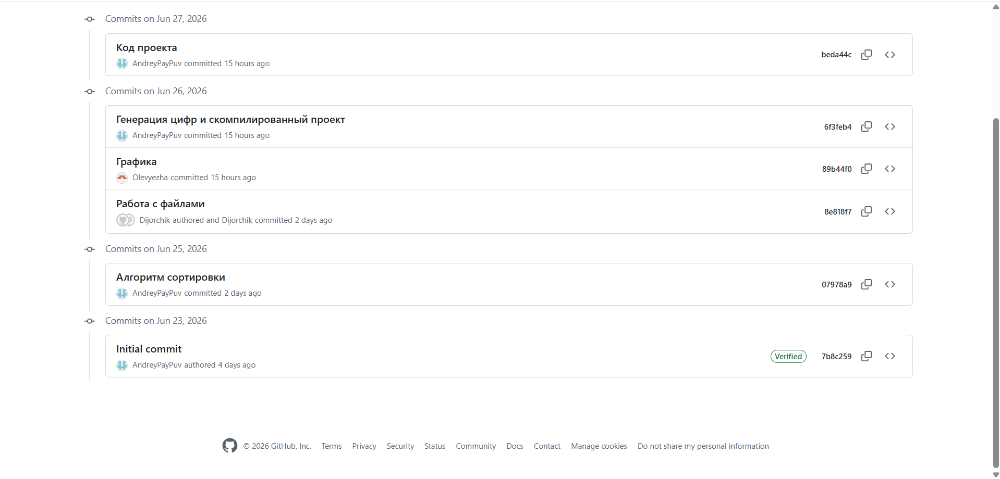 Commits on Jun 27, 2026
Код проекта
beda44c
AndreyPayPuv committed 15 hours ago
Commits on Jun 26, 2026
Генерация цифр и скомпилированный проект
6f3feb4
AndreyPayPuv committed 15 hours ago
Графика
89b44f0
Olevyezha committed 15 hours ago
Работа с файлами
8e818f7
Dijorchik authored and Dijorchik committed 2 days ago
Commits on Jun 25, 2026
Алгоритм сортировки
07978a9
AndreyPayPuv committed 2 days ago
Commits on Jun 23, 2026
Initial commit
Verified 7b8c259
AndreyPayPuv authored 4 days ago
© 2026 GitHub, Inc. Terms Privacy Security Status Community Docs Contact Manage cookies Do not share my personal information